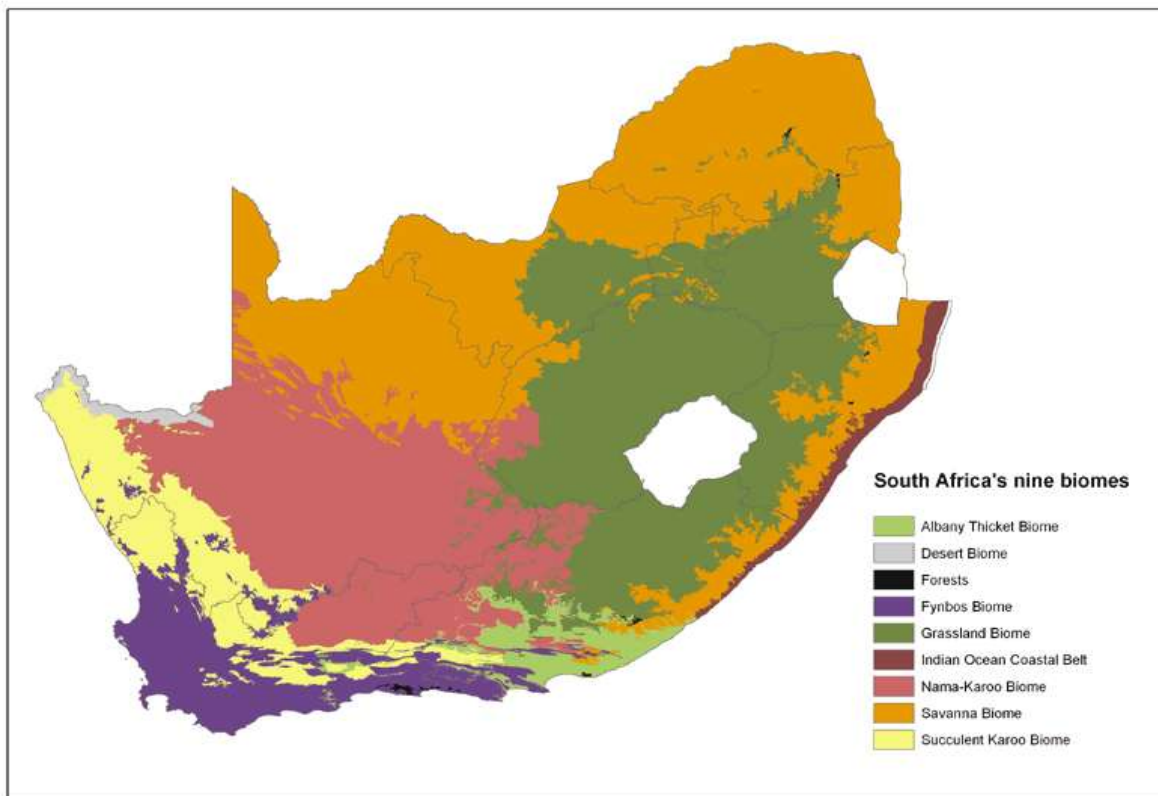 South Africa's nine biomes
Albany Thicket Biome
Desert Biome
Forests
Fynbos Biome
Grassland Biome
Indian Ocean Coastal Belt
Nama-Karoo Biome
Savanna Biome
Succulent Karoo Biome